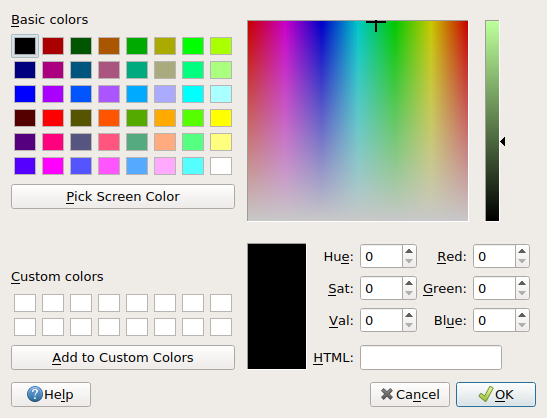 Basic colors
Pick Screen Color
Custom colors
Add to Custom Colors
Hue: 0 Red: 0
Sat: 0 Green: 0
Val: 0 Blue: 0
HTML:
Help Cancel OK